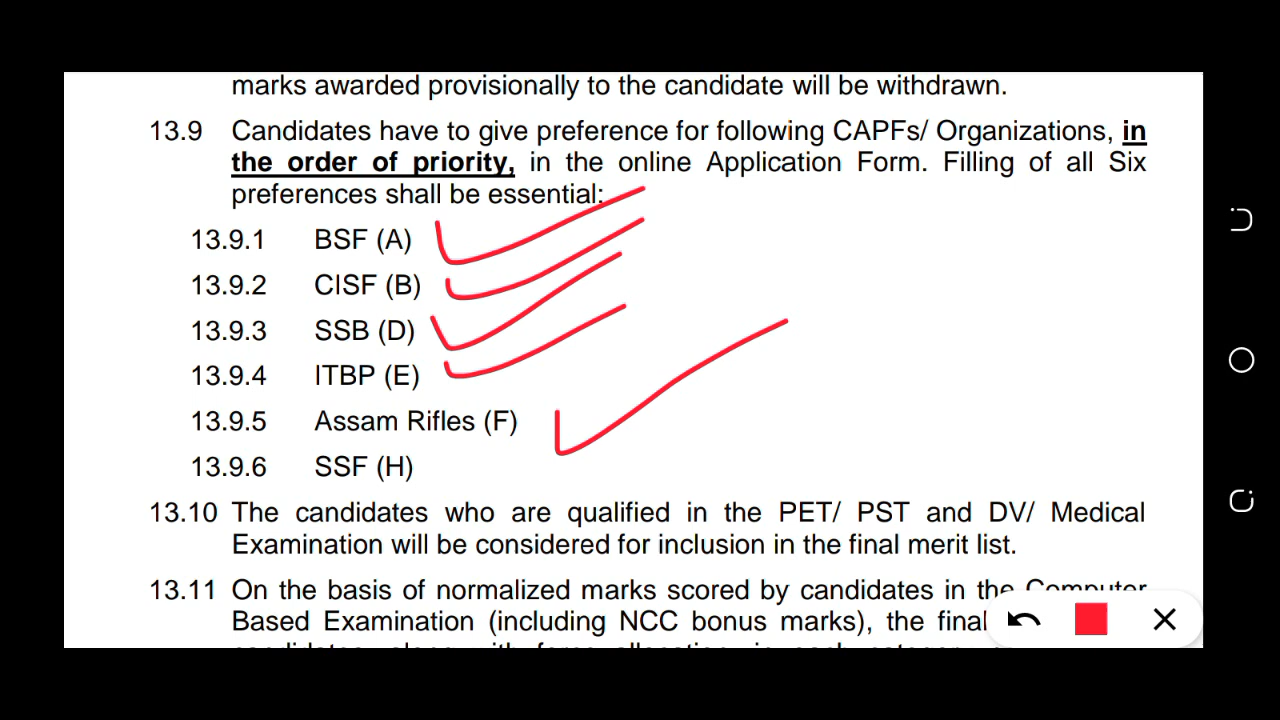 marks awarded provisionally to the candidate will be withdrawn.
13.9 Candidates have to give preference for following CAPFs/ Organizations, in
the order of priority, in the online Application Form. Filling of all Six
preferences shall be essential:
13.9.1 BSF (A)
13.9.2 CISF (B)
13.9.3 SSB (D)
13.9.4 ITBP (E)
13.9.5 Assam Rifles (F)
13.9.6 SSF (H)
13.10 The candidates who are qualified in the PET/ PST and DV/ Medical
Examination will be considered for inclusion in the final merit list.
13.11 On the basis of normalized marks scored by candidates in the Computer
Based Examination (including NCC bonus marks), the final